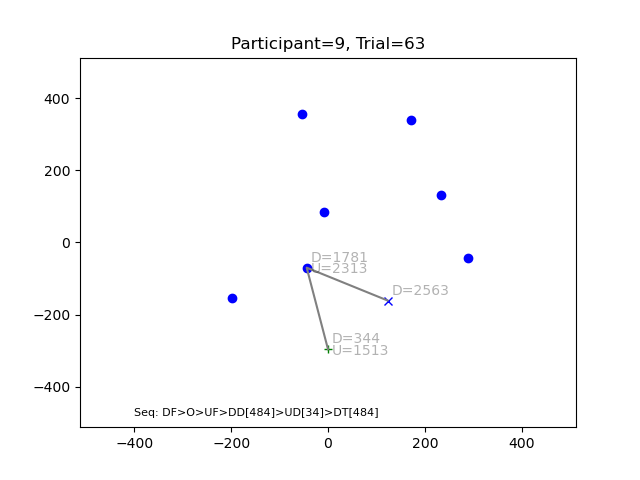 Participant=9, Trial=63
400
200
0
−200
−400
D=1781
U=2313
D=2563
D=344
U=1513
Seq: DF>O>UF>DD[484]>UD[34]>DT[484]
−400
−200
0
200
400